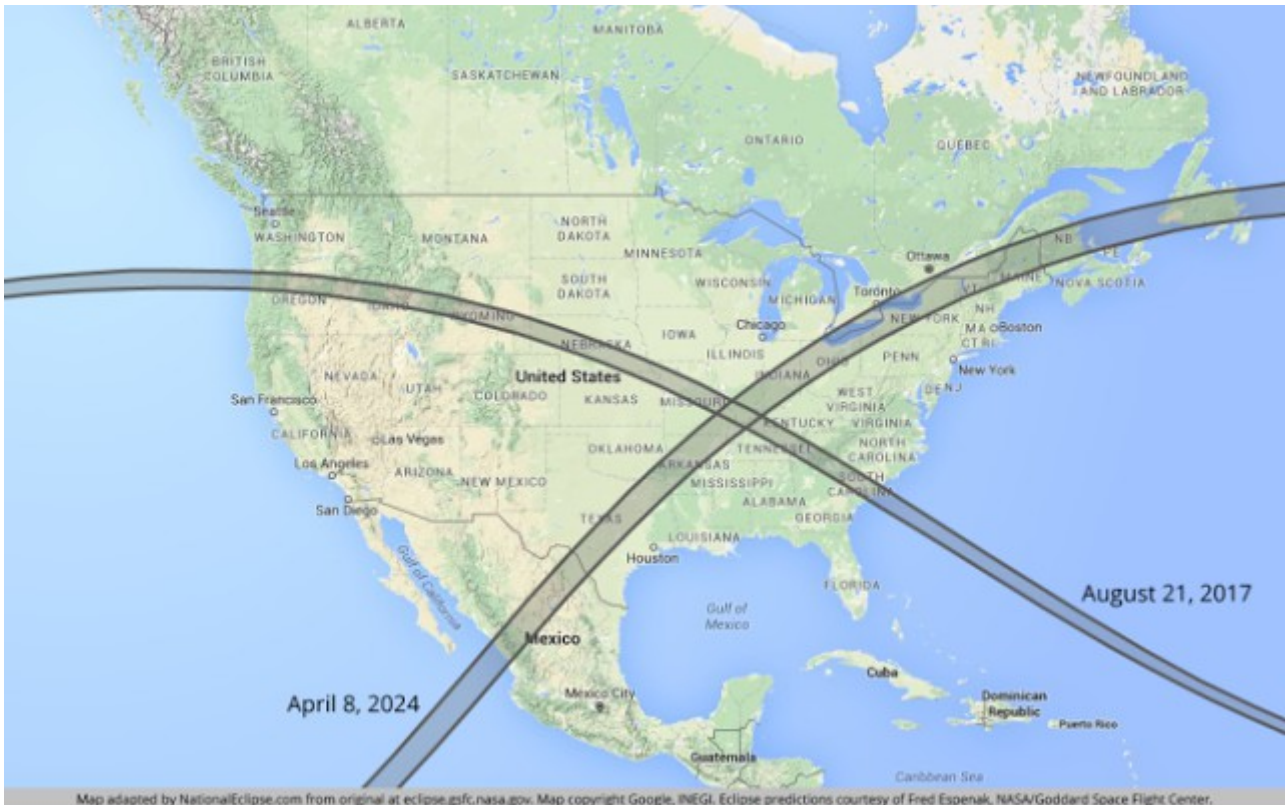 ALBERTA
MANITOBA
BRITISH
COLUMBIA
SASKATCHEWAN
NEWFOUNDLAND
AND LABRADOR
ONTARIO
QUEBEC
Seattle
WASHINGTON
MONTANA
NORTH
DAKOTA
MINNESOTA
Ottawa
NB
PE
MAINE
NOVA SCOTIA
OREGON
IDAHO
WYOMING
SOUTH
DAKOTA
WISCONSIN
MICHIGAN
Toronto
VT
NH
NEW YORK
MA
Boston
CT RI
NEBRASKA
IOWA
Chicago
ILLINOIS
INDIANA
OHIO
PENN
New York
NEVADA
UTAH
COLORADO
United States
KANSAS
MISSOURI
WEST
VIRGINIA
DE NJ
KENTUCKY
VIRGINIA
San Francisco
CALIFORNIA
Las Vegas
OKLAHOMA
TENNESSEE
NORTH
CAROLINA
Los Angeles
ARIZONA
NEW MEXICO
ARKANSAS
MISSISSIPPI
SOUTH
CAROLINA
San Diego
TEXAS
ALABAMA
GEORGIA
LOUISIANA
Houston
Gulf of California
FLORIDA
August 21, 2017
Gulf of
Mexico
Mexico
Cuba
April 8, 2024
Mexico City
Dominican
Republic
Puerto Rico
Guatemala
Caribbean Sea
Map adapted by NationalEclipse.com from original at eclipse.gsfc.nasa.gov. Map copyright Google, INEGI. Eclipse predictions courtesy of Fred Espenak, NASA/Goddard Space Flight Center.